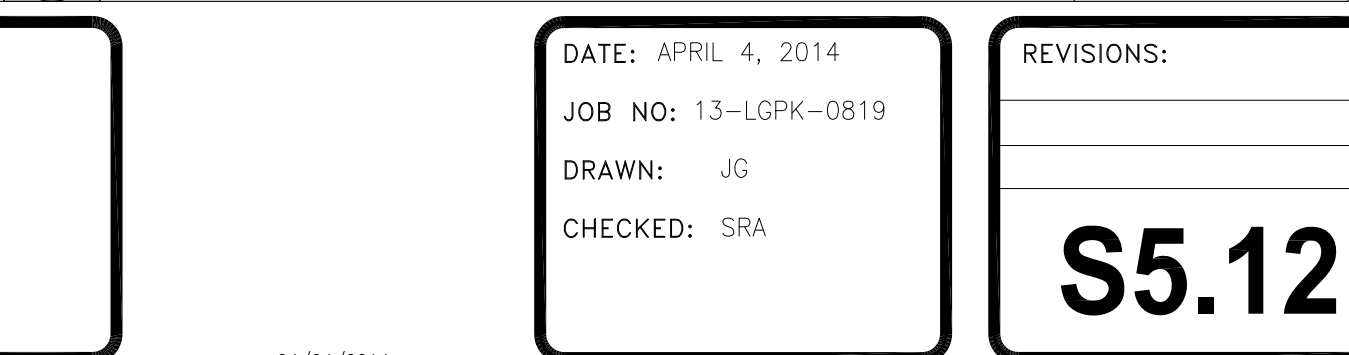 DATE: APRIL 4, 2014
JOB NO: 13-LGPK-0819
DRAWN: JG
CHECKED: SRA
REVISIONS:
S5.12